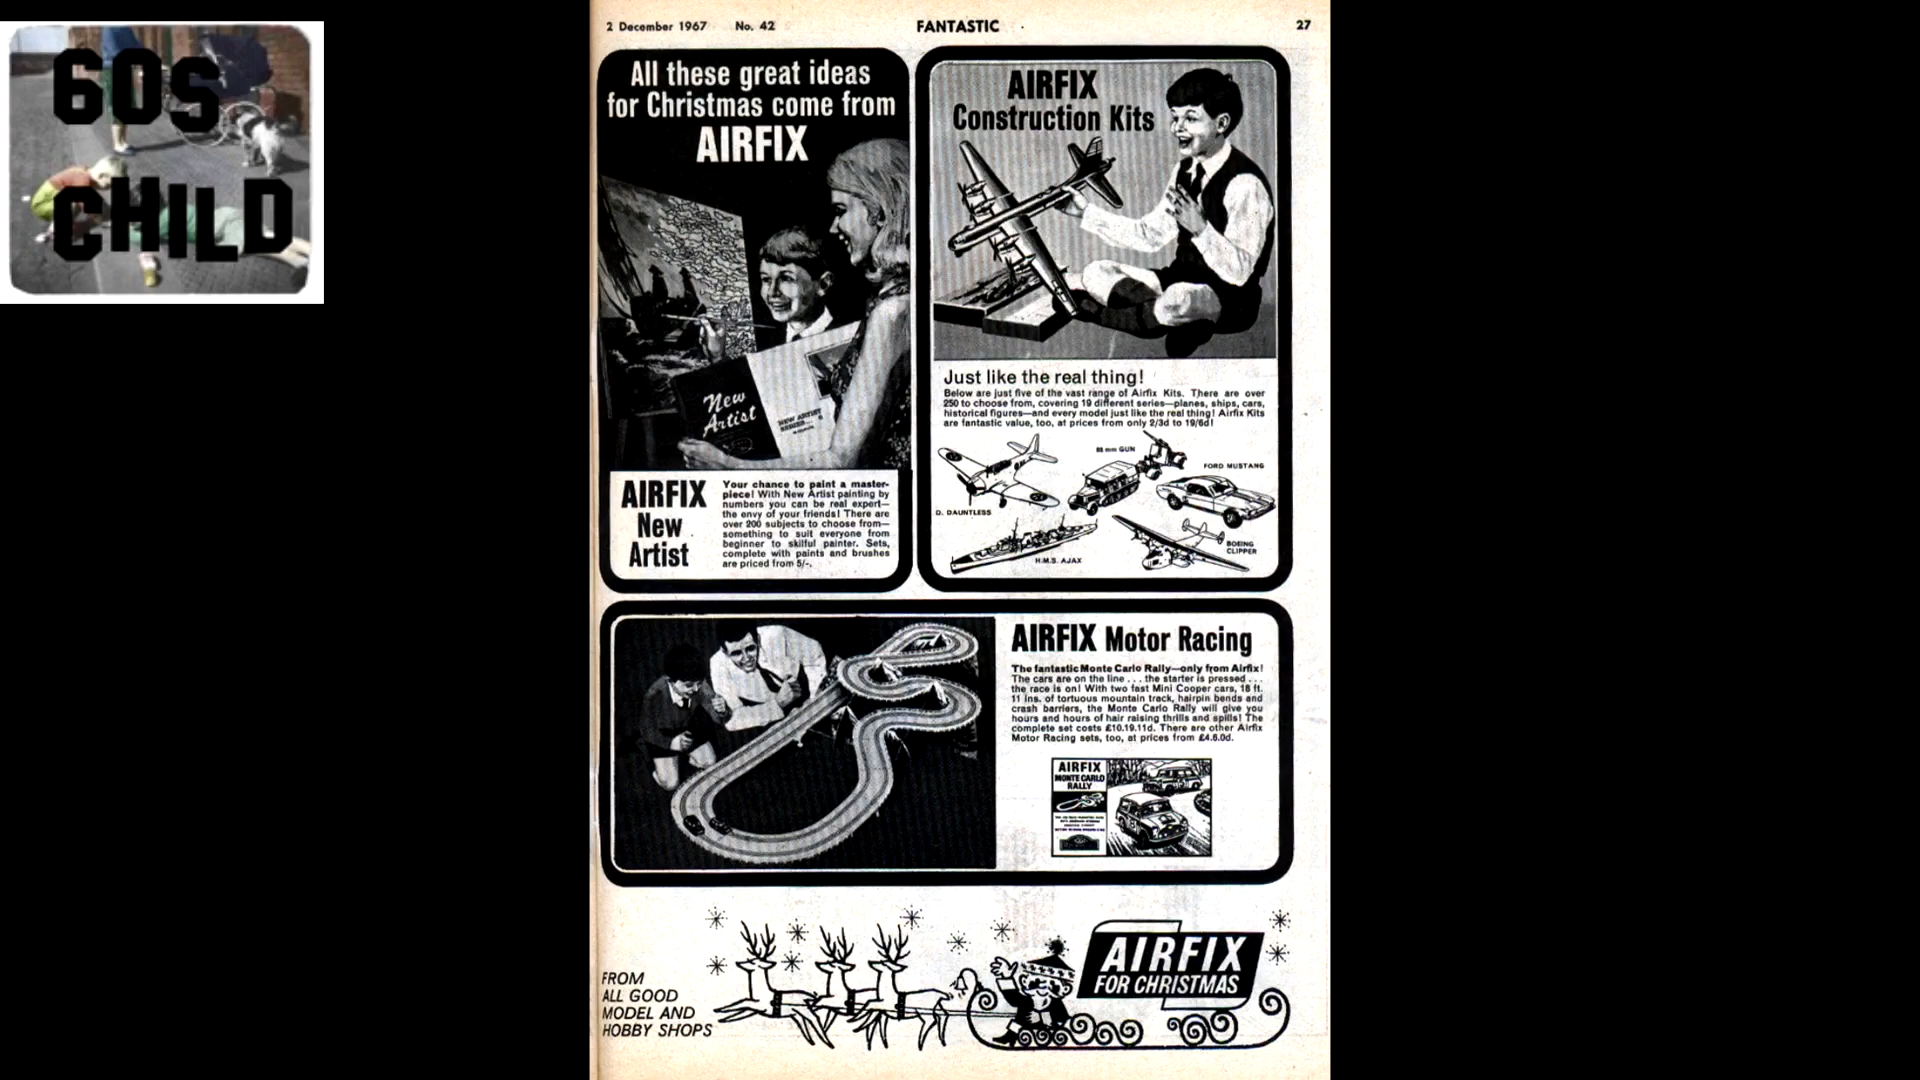 60s
CHILD
2 December 1967 No. 42 FANTASTIC 27
All these great ideas
for Christmas come from
AIRFIX
New
Artist
NEW ARTIST
SERIES
AIRFIX
New
Artist
Your chance to paint a master-
piece! With New Artist painting by
numbers you can be real expert—
the envy of your friends! There are
over 200 subjects to choose from—
something to suit everyone from
beginner to skilful painter. Sets,
complete with paints and brushes
are priced from 5/-.
AIRFIX
Construction Kits
Just like the real thing!
Below are just five of the vast range of Airfix Kits. There are over
250 to choose from, covering 19 different series—planes, ships, cars,
historical figures—and every model just like the real thing! Airfix Kits
are fantastic value, too, at prices from only 2/3d to 19/6d!
88 mm GUN
FORD MUSTANG
D. DAUNTLESS
BOEING
CLIPPER
H.M.S. AJAX
AIRFIX Motor Racing
The fantastic Monte Carlo Rally—only from Airfix!
The cars are on the line . . . the starter is pressed . . .
the race is on! With two fast Mini Cooper cars, 18 ft.
11 ins. of tortuous mountain track, hairpin bends and
crash barriers, the Monte Carlo Rally will give you
hours and hours of hair raising thrills and spills! The
complete set costs £10.19.11d. There are other Airfix
Motor Racing sets, too, at prices from £4.5.0d.
AIRFIX
MONTE CARLO
RALLY
FROM
ALL GOOD
MODEL AND
HOBBY SHOPS
AIRFIX
FOR CHRISTMAS